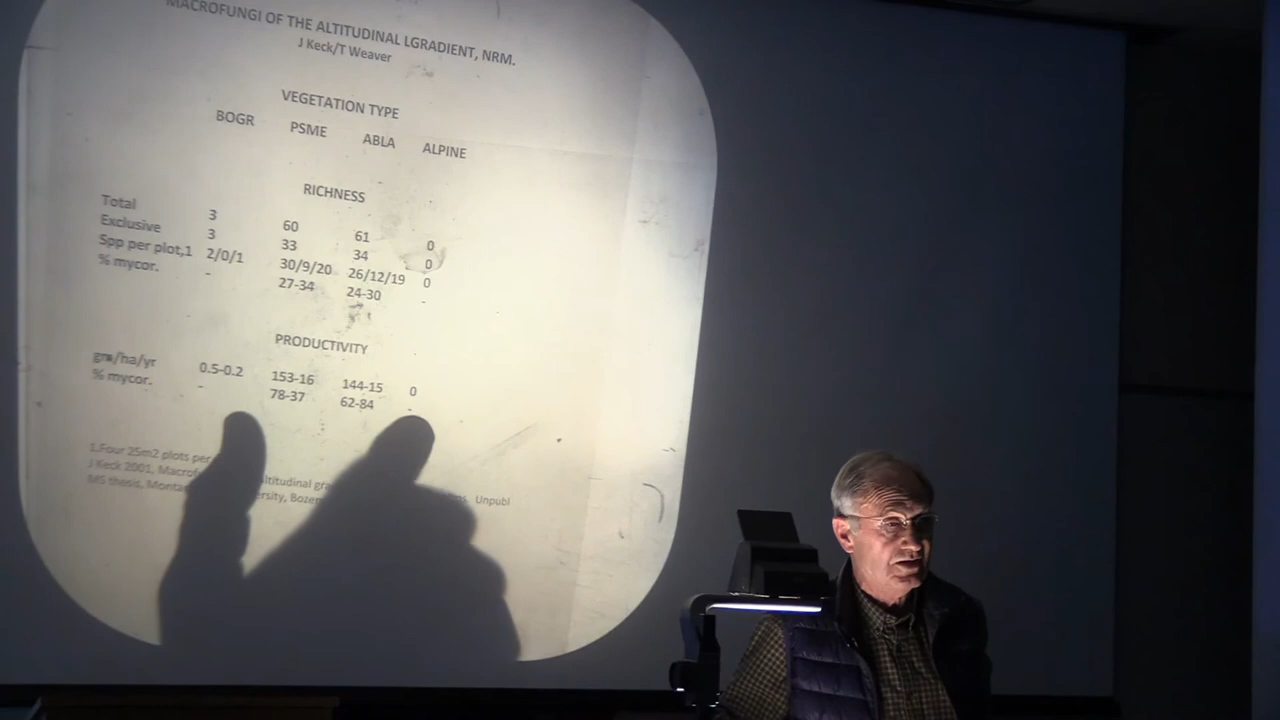 MACROFUNGI OF THE ALTITUDINAL LGRADIENT, NRM.
J Keck/T Weaver
VEGETATION TYPE
BOGR PSME ABLA ALPINE
RICHNESS
Total 3 60 61 0
Exclusive 3 33 34 0
Spp per plot,1 2/0/1 30/9/20 26/12/19 0
% mycor. - 27-34 24-30 -
PRODUCTIVITY
gm/ha/yr 0.5-0.2 153-16 144-15 0
% mycor. - 78-37 62-84 -
1.Four 25m2 plots per
J Keck 2001, Macrof ltitudinal gra Unpubl
MS thesis, Monta ersity, Bozem